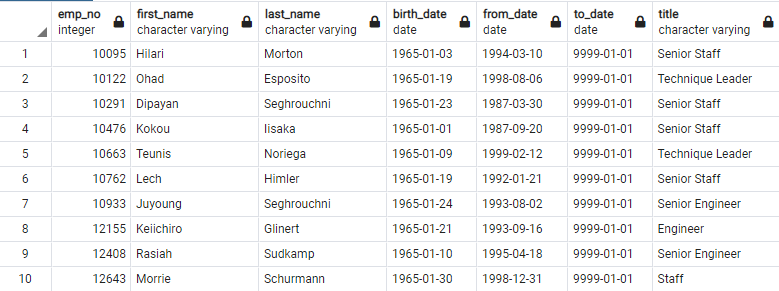 emp_no first_name last_name birth_date from_date to_date title
integer character varying character varying date date date character varying
1 10095 Hilari Morton 1965-01-03 1994-03-10 9999-01-01 Senior Staff
2 10122 Ohad Esposito 1965-01-19 1998-08-06 9999-01-01 Technique Leader
3 10291 Dipayan Seghrouchni 1965-01-23 1987-03-30 9999-01-01 Senior Staff
4 10476 Kokou Iisaka 1965-01-01 1987-09-20 9999-01-01 Senior Staff
5 10663 Teunis Noriega 1965-01-09 1999-02-12 9999-01-01 Technique Leader
6 10762 Lech Himler 1965-01-19 1992-01-21 9999-01-01 Senior Staff
7 10933 Juyoung Seghrouchni 1965-01-24 1993-08-02 9999-01-01 Senior Engineer
8 12155 Keiichiro Glinert 1965-01-21 1993-09-16 9999-01-01 Engineer
9 12408 Rasiah Sudkamp 1965-01-10 1995-04-18 9999-01-01 Senior Engineer
10 12643 Morrie Schurmann 1965-01-30 1998-12-31 9999-01-01 Staff